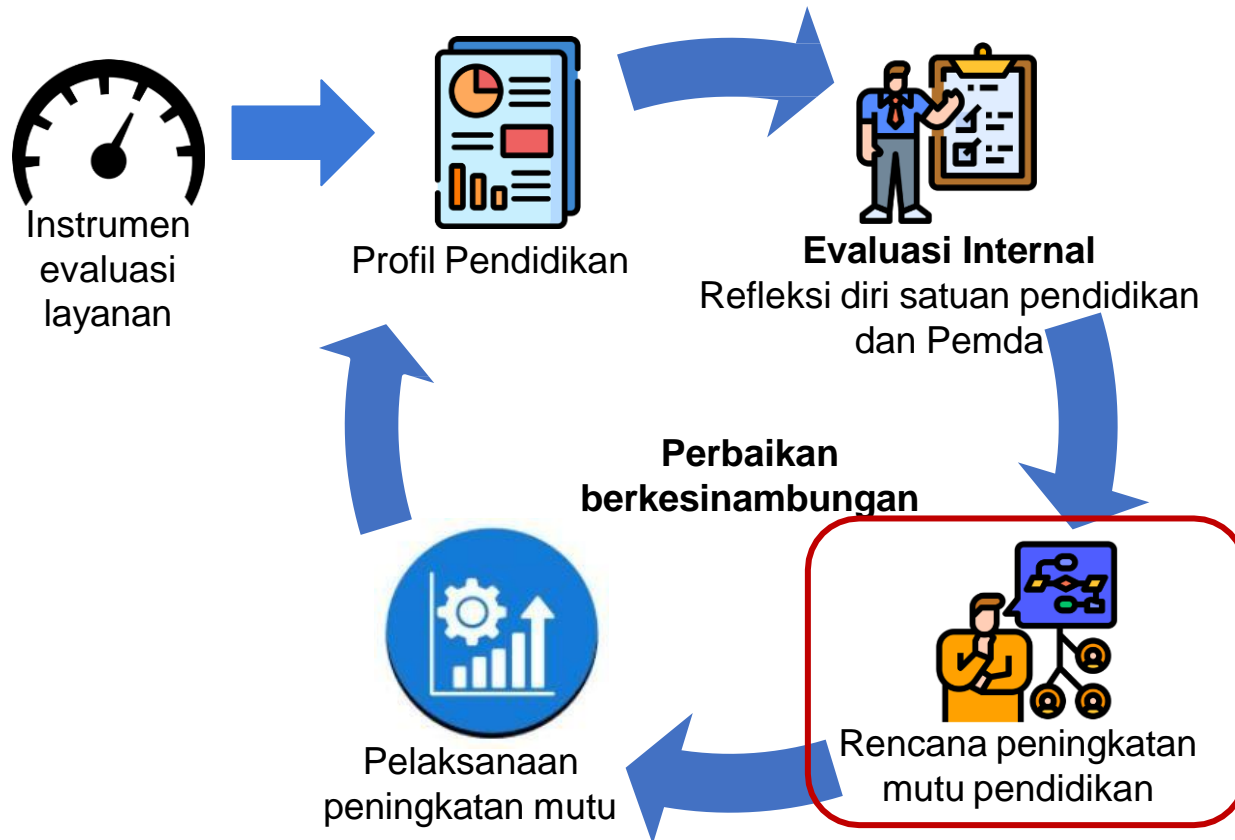 Instrumen
evaluasi
layanan
Profil Pendidikan
Evaluasi Internal
Refleksi diri satuan pendidikan
dan Pemda
Perbaikan
berkesinambungan
Rencana peningkatan
mutu pendidikan
Pelaksanaan
peningkatan mutu